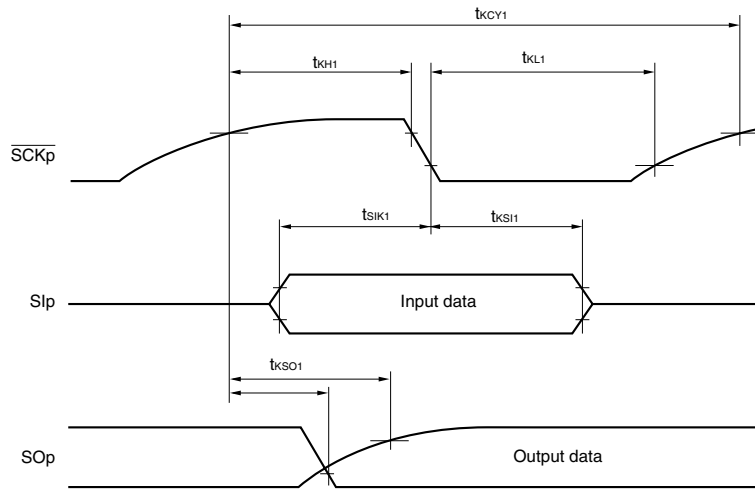 tKCY1
tKH1
tKL1
SCKp
tSIK1
tKSI1
SIp
Input data
tKSO1
SOp
Output data